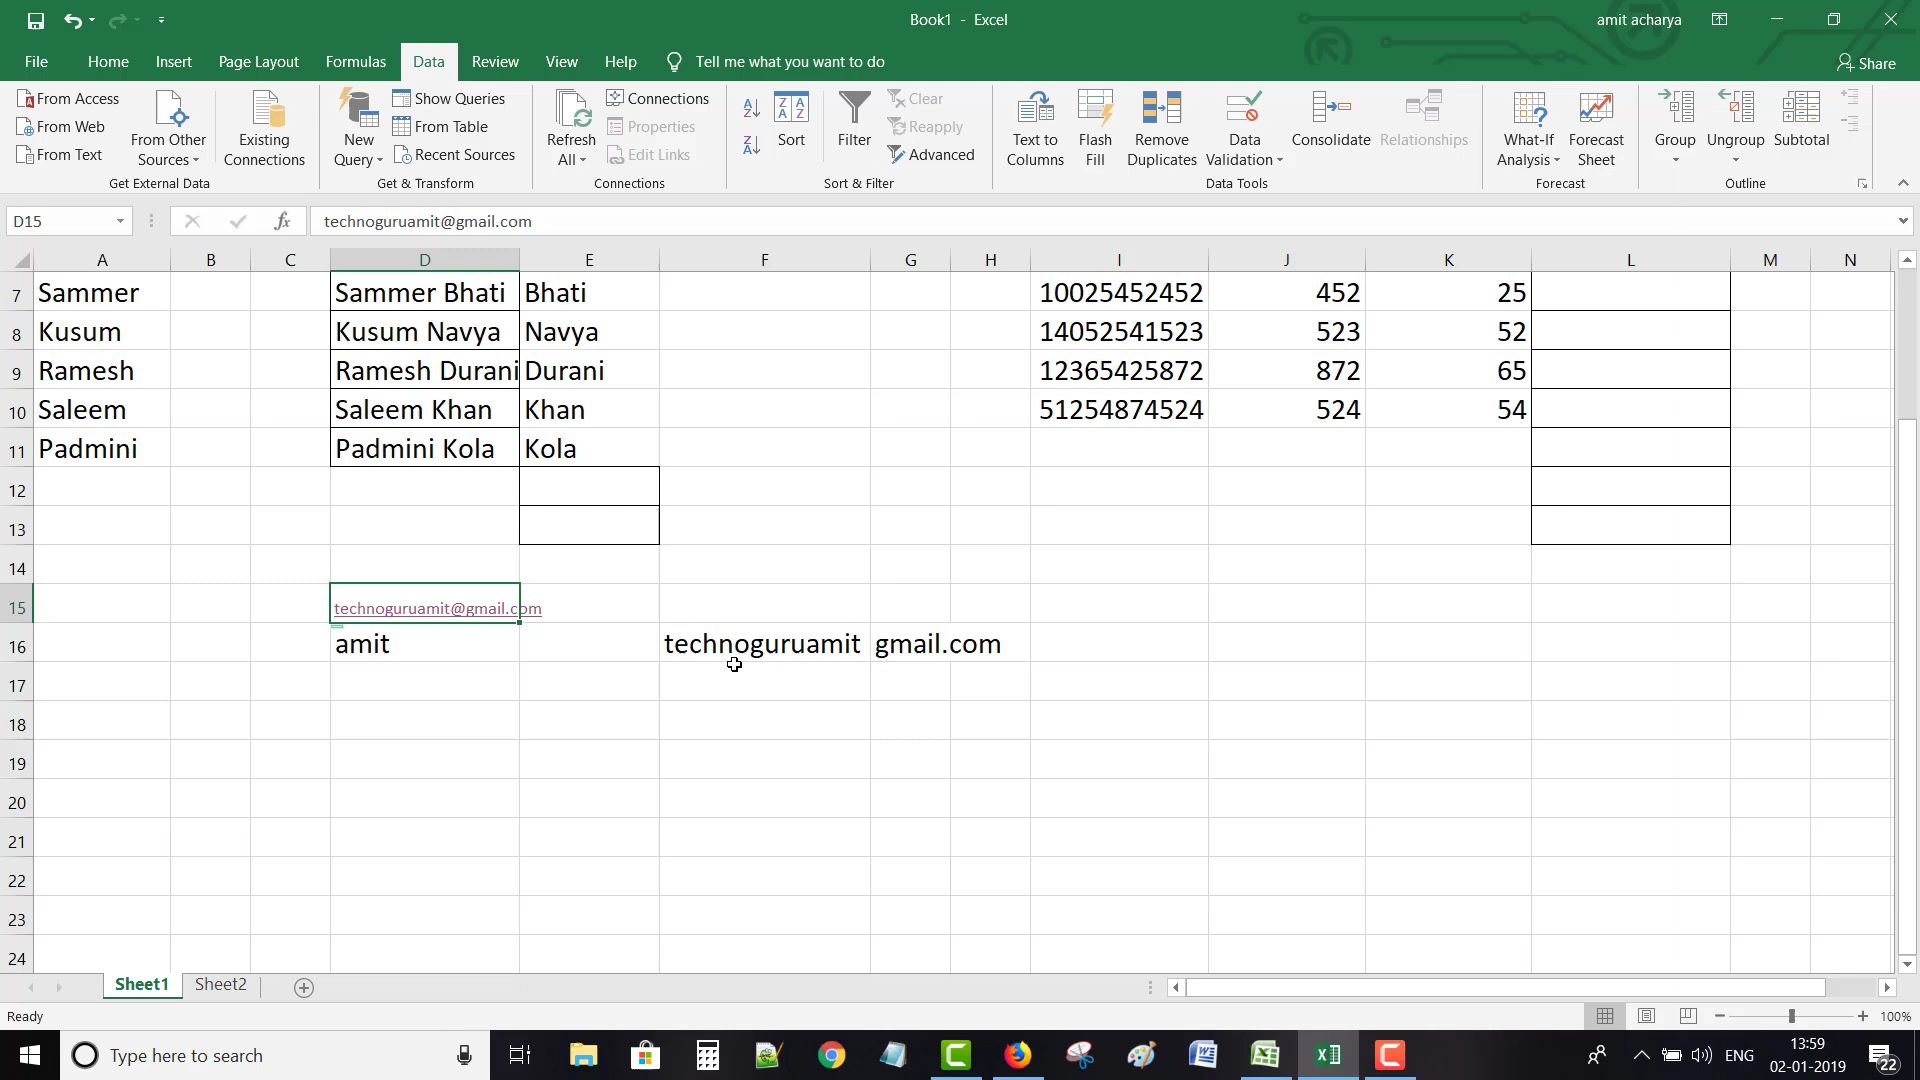 Book1 - Excel
amit acharya
File Home Insert Page Layout Formulas Data Review View Help Tell me what you want to do
Share
From Access
From Web
From Text
From Other Sources
Existing Connections
Get External Data
New Query
Show Queries
From Table
Recent Sources
Get & Transform
Refresh All
Connections
Properties
Edit Links
Connections
Sort
Filter
Clear
Reapply
Advanced
Sort & Filter
Text to Columns
Flash Fill
Remove Duplicates
Data Validation
Consolidate
Relationships
Data Tools
What-If Analysis
Forecast Sheet
Forecast
Group
Ungroup
Subtotal
Outline
D15
fx
technoguruamit@gmail.com
A B C D E F G H I J K L M N
7 Sammer Sammer Bhati Bhati 10025452452 452 25
8 Kusum Kusum Navya Navya 14052541523 523 52
9 Ramesh Ramesh Durani Durani 12365425872 872 65
10 Saleem Saleem Khan Khan 51254874524 524 54
11 Padmini Padmini Kola Kola
12
13
14
15 technoguruamit@gmail.com
16 amit technoguruamit gmail.com
17
18
19
20
21
22
23
24
Sheet1 Sheet2
Ready
100%
Type here to search
ENG
13:59
02-01-2019
22